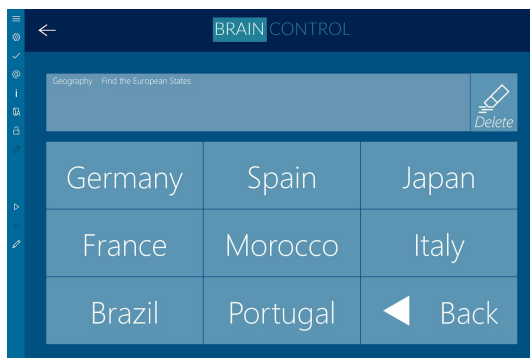 BRAIN CONTROL
Geography Find the European States
Delete
Germany Spain Japan
France Morocco Italy
Brazil Portugal Back